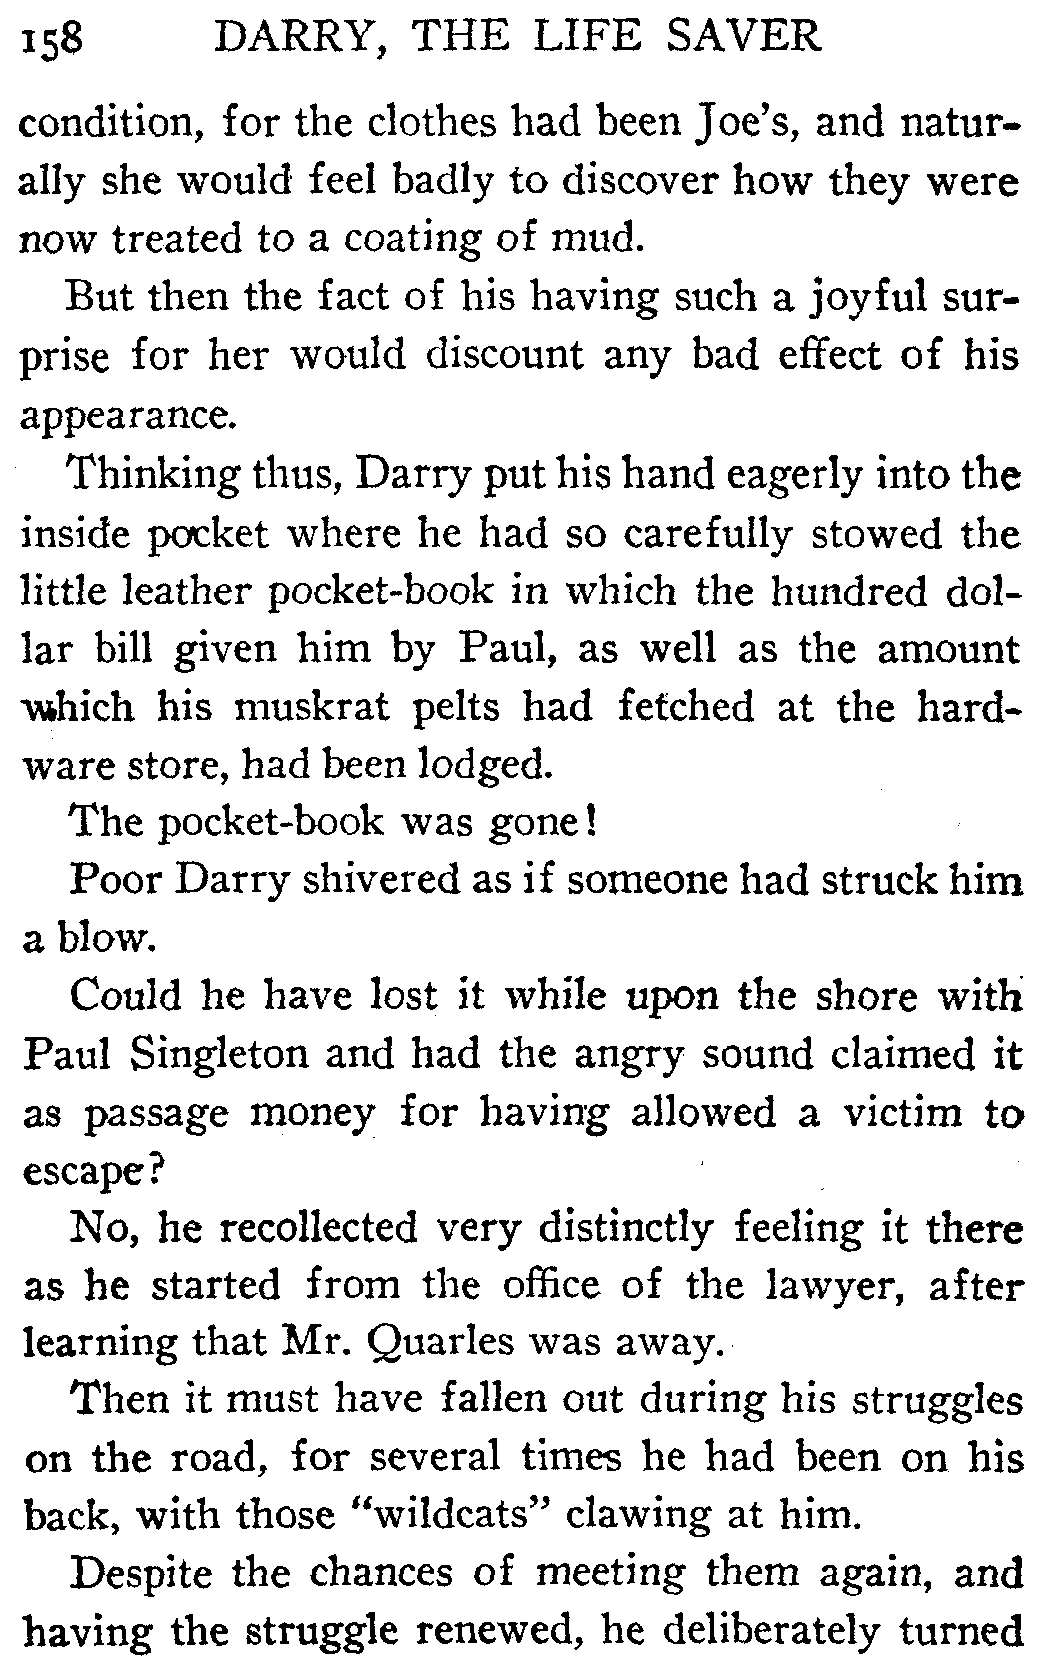 158 DARRY, THE LIFE SAVER
condition, for the clothes had been Joe's, and natur-
ally she would feel badly to discover how they were
now treated to a coating of mud.
But then the fact of his having such a joyful sur-
prise for her would discount any bad effect of his
appearance.
Thinking thus, Darry put his hand eagerly into the
inside pocket where he had so carefully stowed the
little leather pocket-book in which the hundred dol-
lar bill given him by Paul, as well as the amount
which his muskrat pelts had fetched at the hard-
ware store, had been lodged.
The pocket-book was gone!
Poor Darry shivered as if someone had struck him
a blow.
Could he have lost it while upon the shore with
Paul Singleton and had the angry sound claimed it
as passage money for having allowed a victim to
escape?
No, he recollected very distinctly feeling it there
as he started from the office of the lawyer, after
learning that Mr. Quarles was away.
Then it must have fallen out during his struggles
on the road, for several times he had been on his
back, with those "wildcats" clawing at him.
Despite the chances of meeting them again, and
having the struggle renewed, he deliberately turned